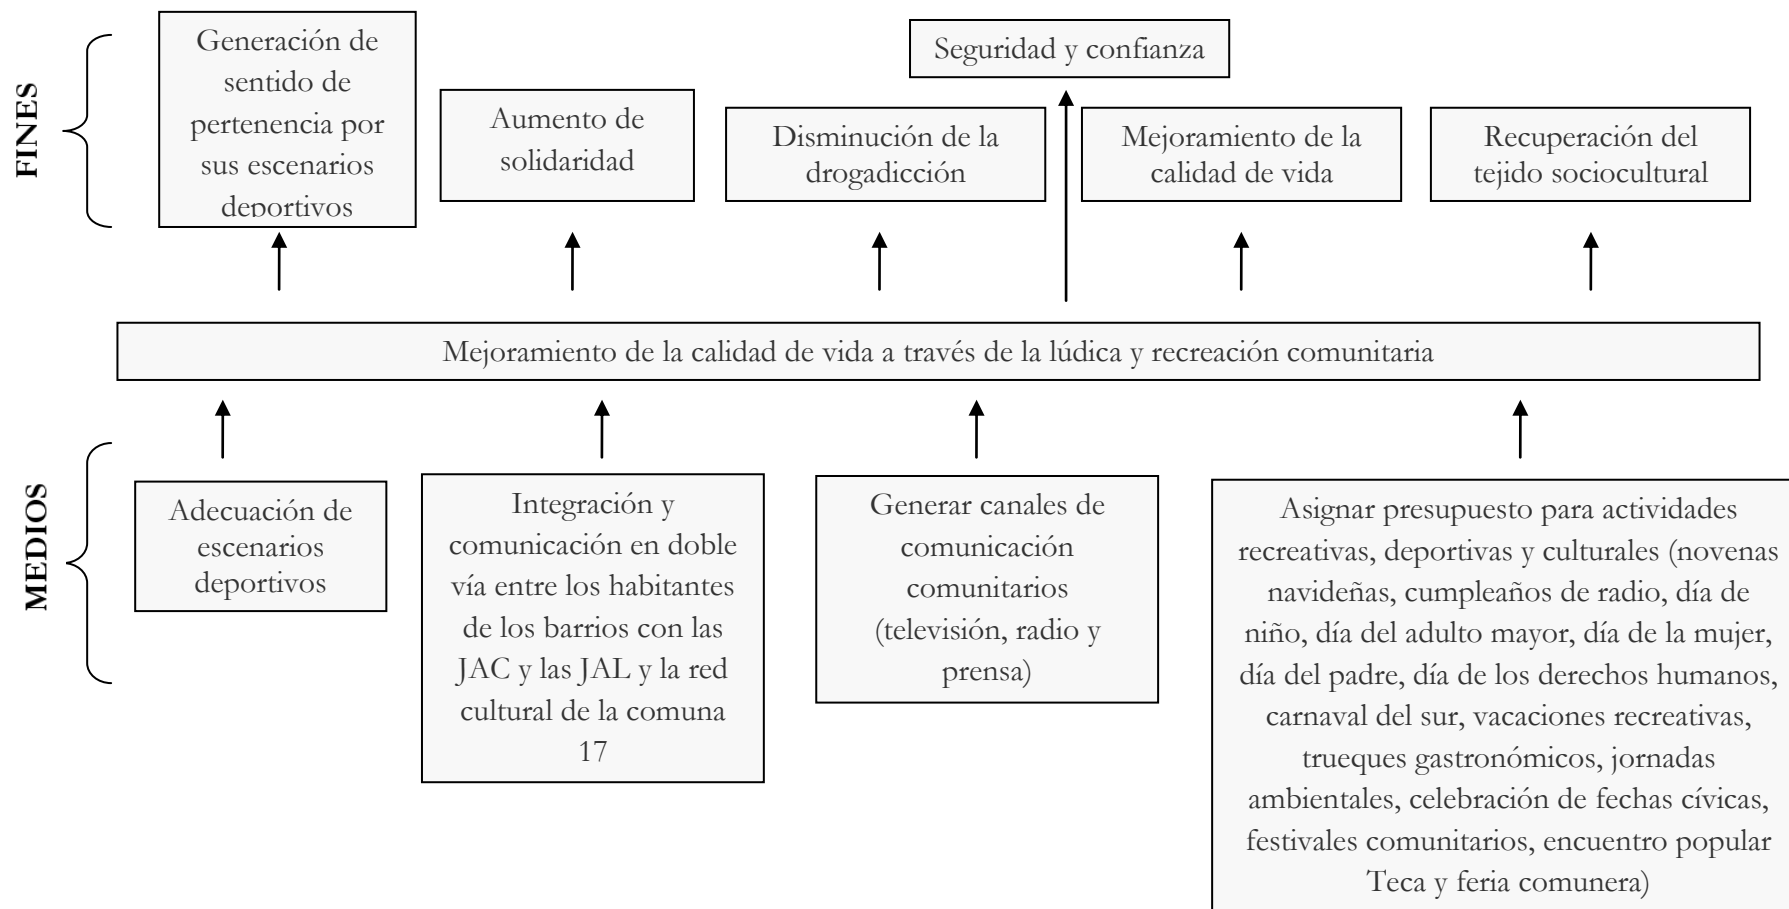 FINES
Generación de
sentido de
pertenencia por
sus escenarios
deportivos
Aumento de
solidaridad
Seguridad y confianza
Disminución de la
drogadicción
Mejoramiento de la
calidad de vida
Recuperación del
tejido sociocultural
Mejoramiento de la calidad de vida a través de la lúdica y recreación comunitaria
MEDIOS
Adecuación de
escenarios
deportivos
Integración y
comunicación en doble
vía entre los habitantes
de los barrios con las
JAC y las JAL y la red
cultural de la comuna
17
Generar canales de
comunicación
comunitarios
(televisión, radio y
prensa)
Asignar presupuesto para actividades
recreativas, deportivas y culturales (novenas
navideñas, cumpleaños de radio, día de
niño, día del adulto mayor, día de la mujer,
día del padre, día de los derechos humanos,
carnaval del sur, vacaciones recreativas,
trueques gastronómicos, jornadas
ambientales, celebración de fechas cívicas,
festivales comunitarios, encuentro popular
Teca y feria comunera)